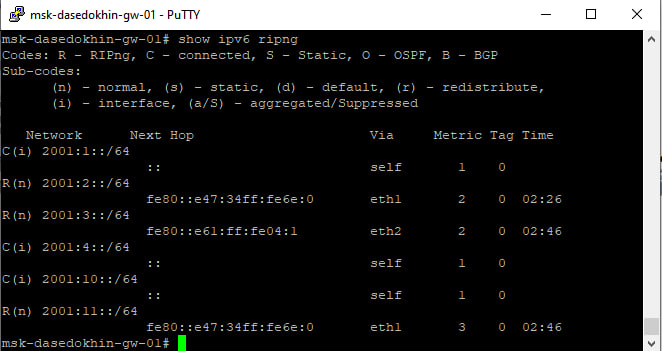 msk-dasedokhin-gw-01 - PuTTY
msk-dasedokhin-gw-01# show ipv6 ripng
Codes: R - RIPng, C - connected, S - Static, O - OSPF, B - BGP
Sub-codes:
      (n) - normal, (s) - static, (d) - default, (r) - redistribute,
      (i) - interface, (a/S) - aggregated/Suppressed

   Network      Next Hop                      Via     Metric Tag Time
C(i) 2001:1::/64
                  ::                          self       1    0
R(n) 2001:2::/64
                  fe80::e47:34ff:fe6e:0       eth1       2    0  02:26
R(n) 2001:3::/64
                  fe80::e61:ff:fe04:1         eth2       2    0  02:46
C(i) 2001:4::/64
                  ::                          self       1    0
C(i) 2001:10::/64
                  ::                          self       1    0
R(n) 2001:11::/64
                  fe80::e47:34ff:fe6e:0       eth1       3    0  02:46
msk-dasedokhin-gw-01#